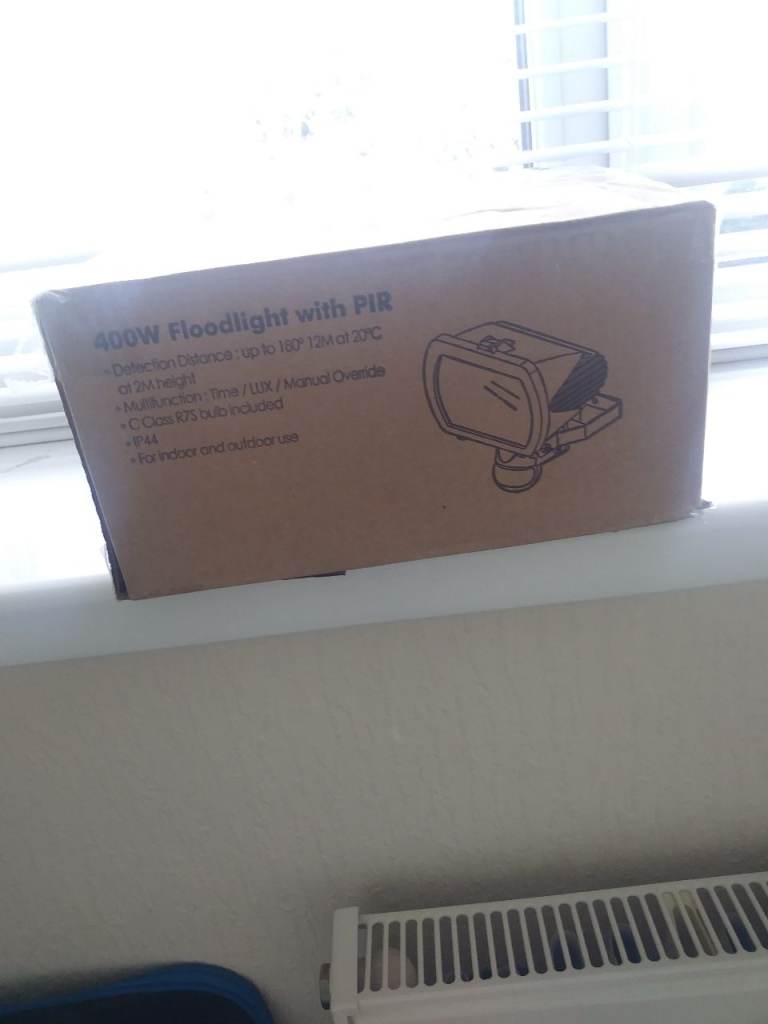 400W Floodlight with PIR
• Detection Distance : up to 180° 12M at 20°C
at 2M height
• Multifunction : Time / LUX / Manual Override
• C Class R7S bulb included
• IP44
• For indoor and outdoor use